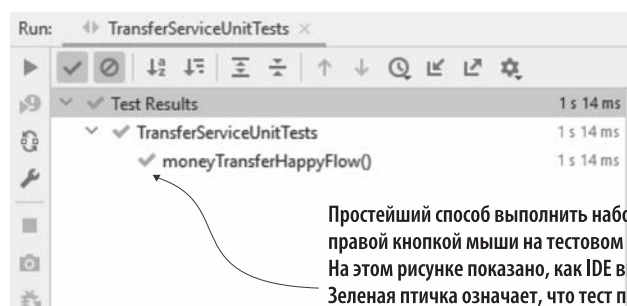 Run: TransferServiceUnitTests
Test Results 1 s 14 ms
TransferServiceUnitTests 1 s 14 ms
moneyTransferHappyFlow() 1 s 14 ms
Простейший способ выполнить набо
правой кнопкой мыши на тестовом
На этом рисунке показано, как IDE в
Зеленая птичка означает, что тест п